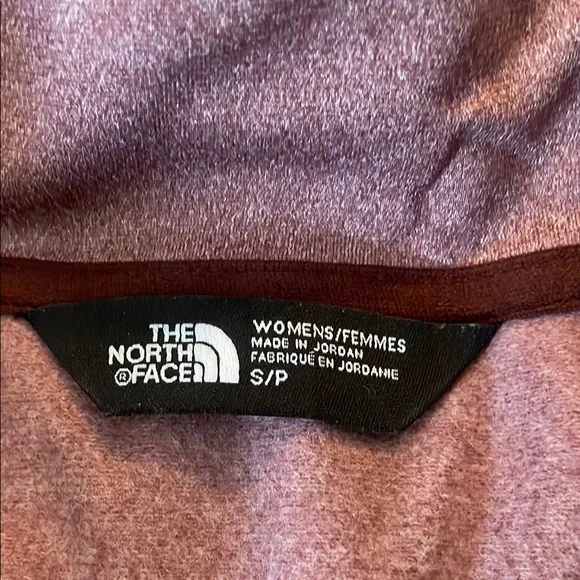 THE
NORTH
®FACE
WOMENS/FEMMES
MADE IN JORDAN
FABRIQUÉ EN JORDANIE
S/P